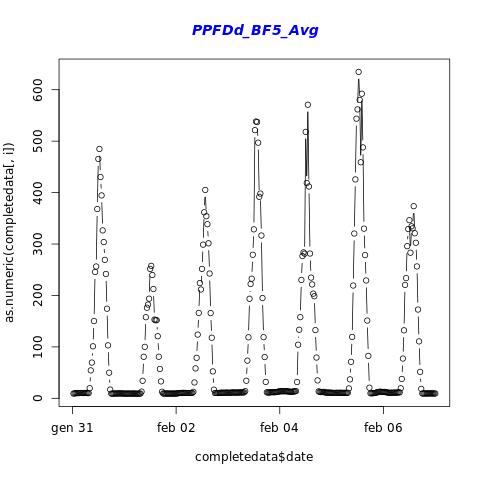 PPFDd_BF5_Avg
as.numeric(completedata[, i])
600
500
400
300
200
100
0
gen 31 feb 02 feb 04 feb 06
completedata$date